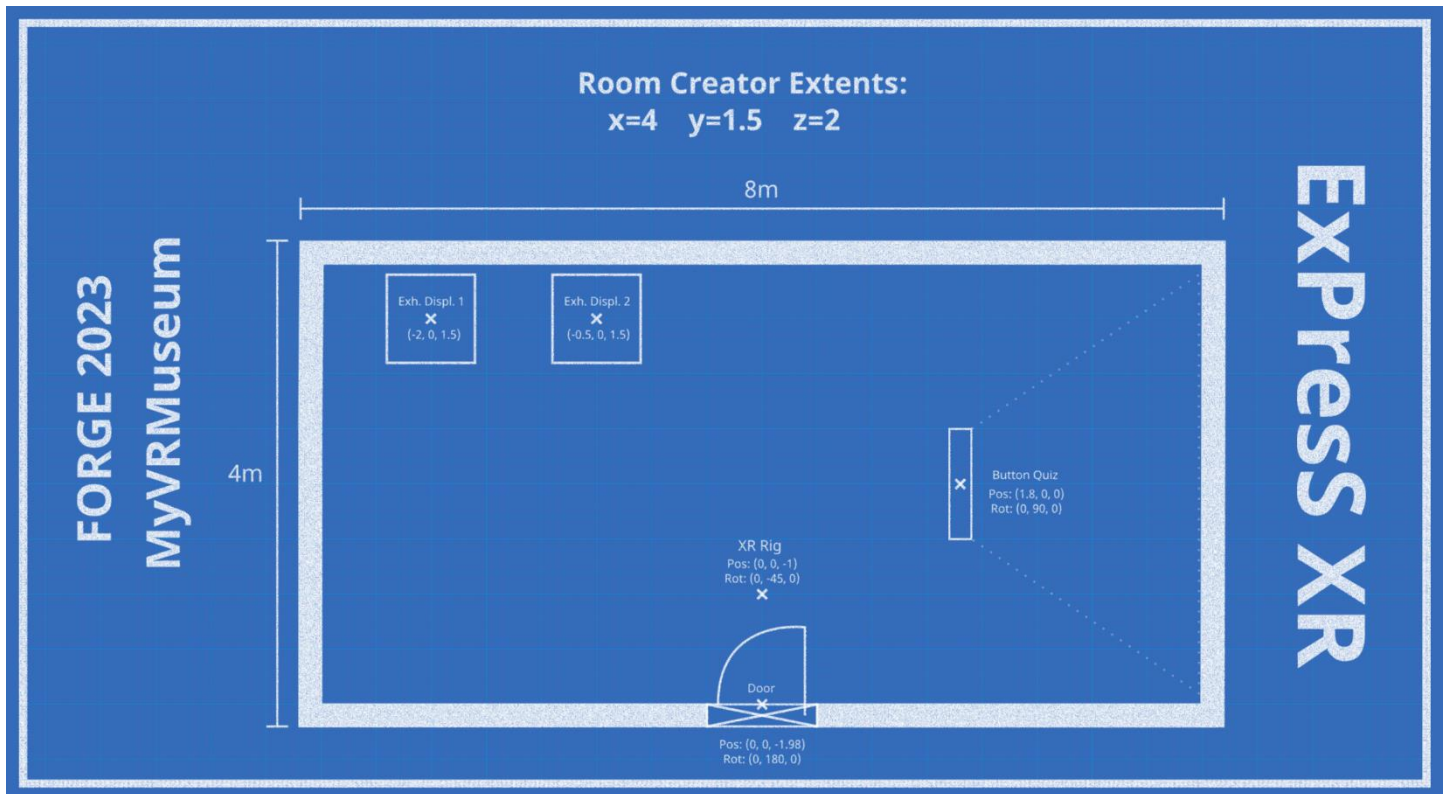 Room Creator Extents:
x=4 y=1.5 z=2
8m
FORGE 2023
MyVRMuseum
4m
Exh. Displ. 1
(-2, 0, 1.5)
Exh. Displ. 2
(-0.5, 0, 1.5)
Button Quiz
Pos: (1.8, 0, 0)
Rot: (0, 90, 0)
XR Rig
Pos: (0, 0, -1)
Rot: (0, -45, 0)
Door
Pos: (0, 0, -1.98)
Rot: (0, 180, 0)
ExPresS XR